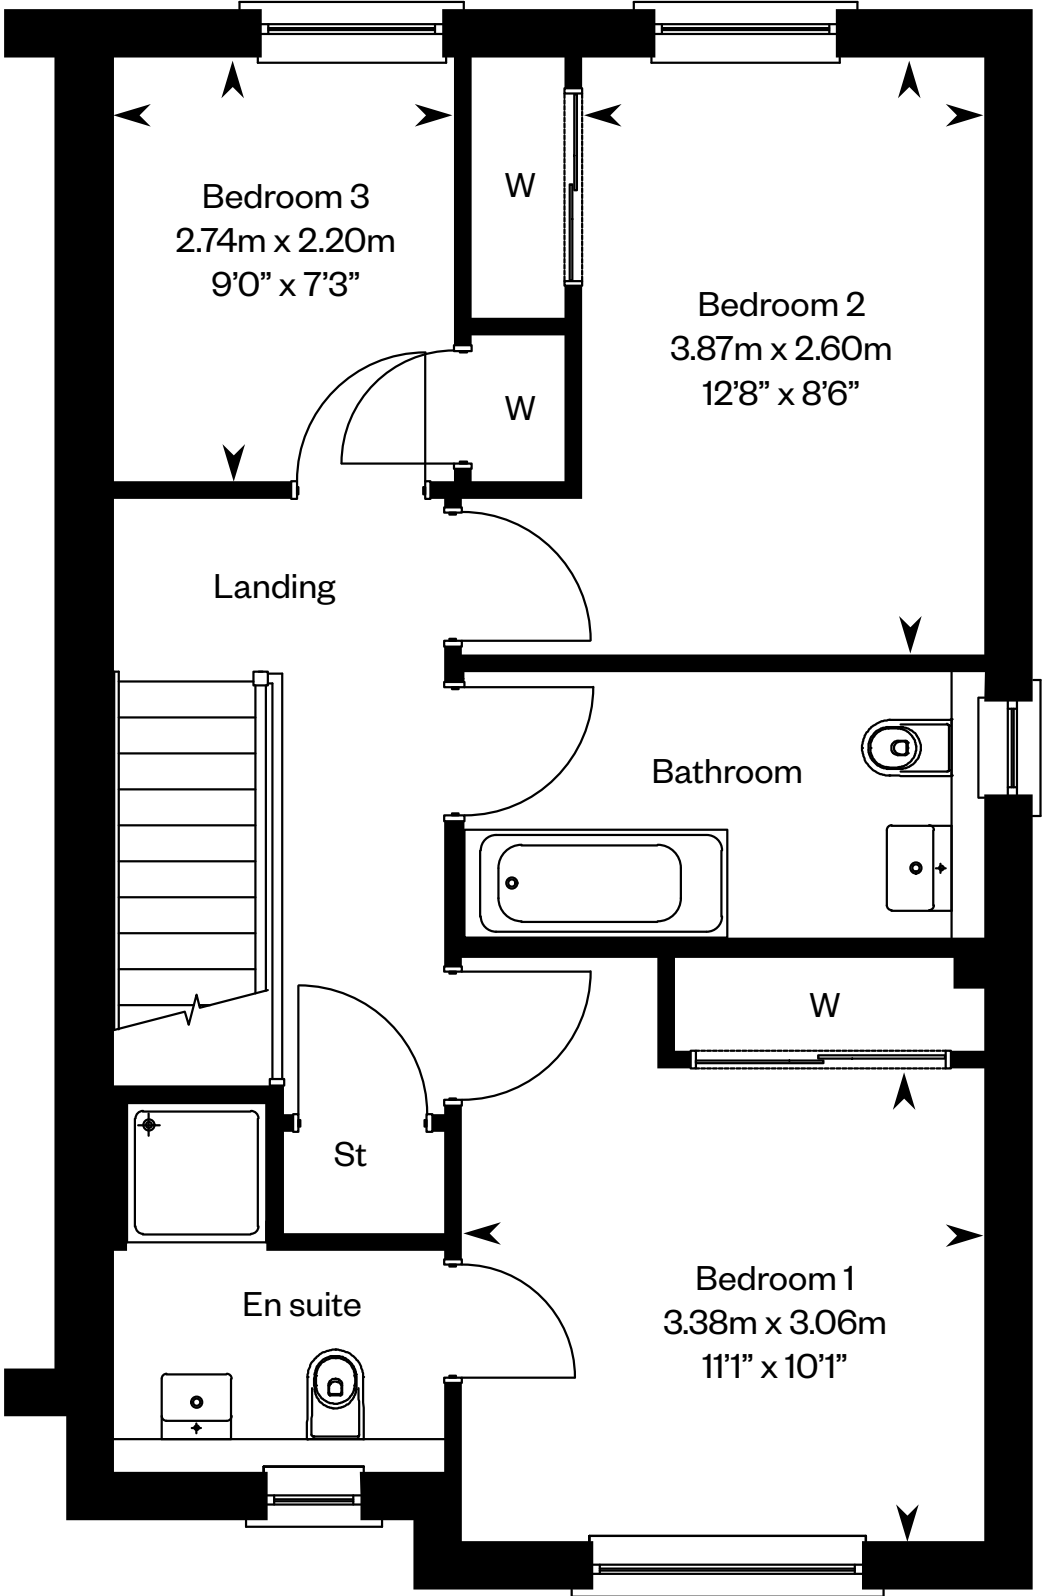 Bedroom 3
2.74m x 2.20m
9’0” x 7’3”
W
W
Bedroom 2
3.87m x 2.60m
12’8” x 8’6”
Landing
Bathroom
W
St
En suite
Bedroom 1
3.38m x 3.06m
11’1” x 10’1”